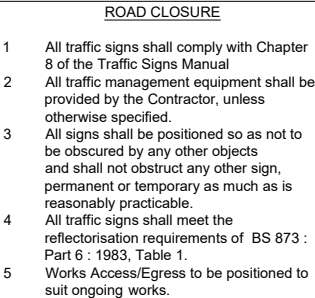 ROAD CLOSURE
1 All traffic signs shall comply with Chapter
8 of the Traffic Signs Manual
2 All traffic management equipment shall be
provided by the Contractor, unless
otherwise specified.
3 All signs shall be positioned so as not to
be obscured by any other objects
and shall not obstruct any other sign,
permanent or temporary as much as is
reasonably practicable.
4 All traffic signs shall meet the
reflectorisation requirements of BS 873 :
Part 6 : 1983, Table 1.
5 Works Access/Egress to be positioned to
suit ongoing works.